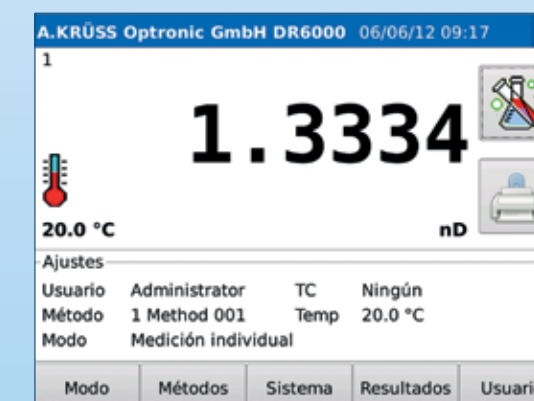 A.KRÜSS Optronic GmbH DR6000 06/06/12 09:17
1
1.3334
20.0 °C nD
Ajustes
Usuario Administrator TC Ningún
Método 1 Method 001 Temp 20.0 °C
Modo Medición individual
Modo Métodos Sistema Resultados Usuari